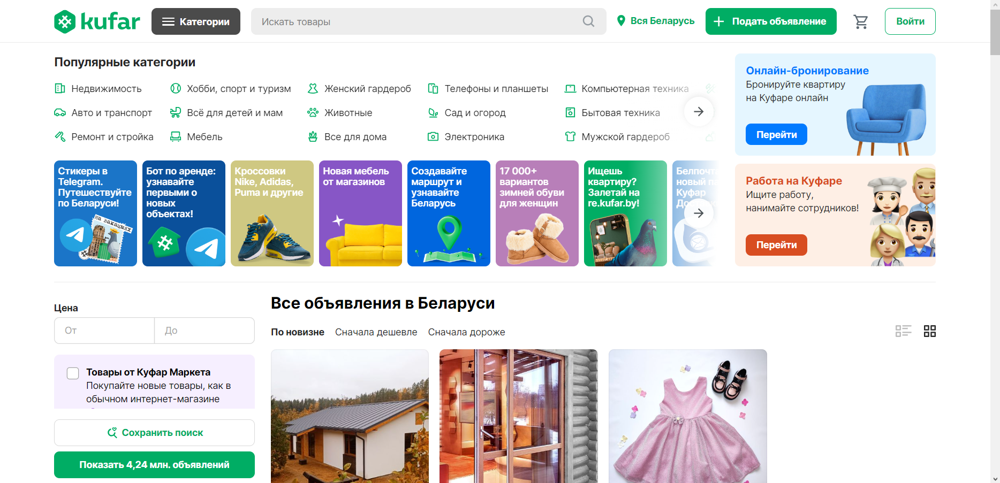 kufar
Категории
Искать товары
Вся Беларусь
Подать объявление
Войти
Популярные категории
Недвижимость
Хобби, спорт и туризм
Женский гардероб
Телефоны и планшеты
Компьютерная техника
Авто и транспорт
Всё для детей и мам
Животные
Сад и огород
Бытовая техника
Ремонт и стройка
Мебель
Все для дома
Электроника
Мужской гардероб
Онлайн-бронирование
Бронируйте квартиру
на Куфаре онлайн
Перейти
Стикеры в
Telegram.
Путешествуйте
по Беларуси!
на вакацыях
Бот по аренде:
узнавайте
первыми о
новых
объектах!
Кроссовки
Nike, Adidas,
Puma и другие
Новая мебель
от магазинов
Создавайте
маршрут и
узнавайте
Беларусь
17 000+
вариантов
зимней обуви
для женщин
Ищешь
квартиру?
Залетай на
re.kufar.by!
Белпочта
новый
Куфар
Работа на Куфаре
Ищите работу,
нанимайте сотрудников!
Перейти
Цена
От
До
Товары от Куфар Маркета
Покупайте новые товары, как в
обычном интернет-магазине
Сохранить поиск
Показать 4,24 млн. объявлений
Все объявления в Беларуси
По новизне
Сначала дешевле
Сначала дороже